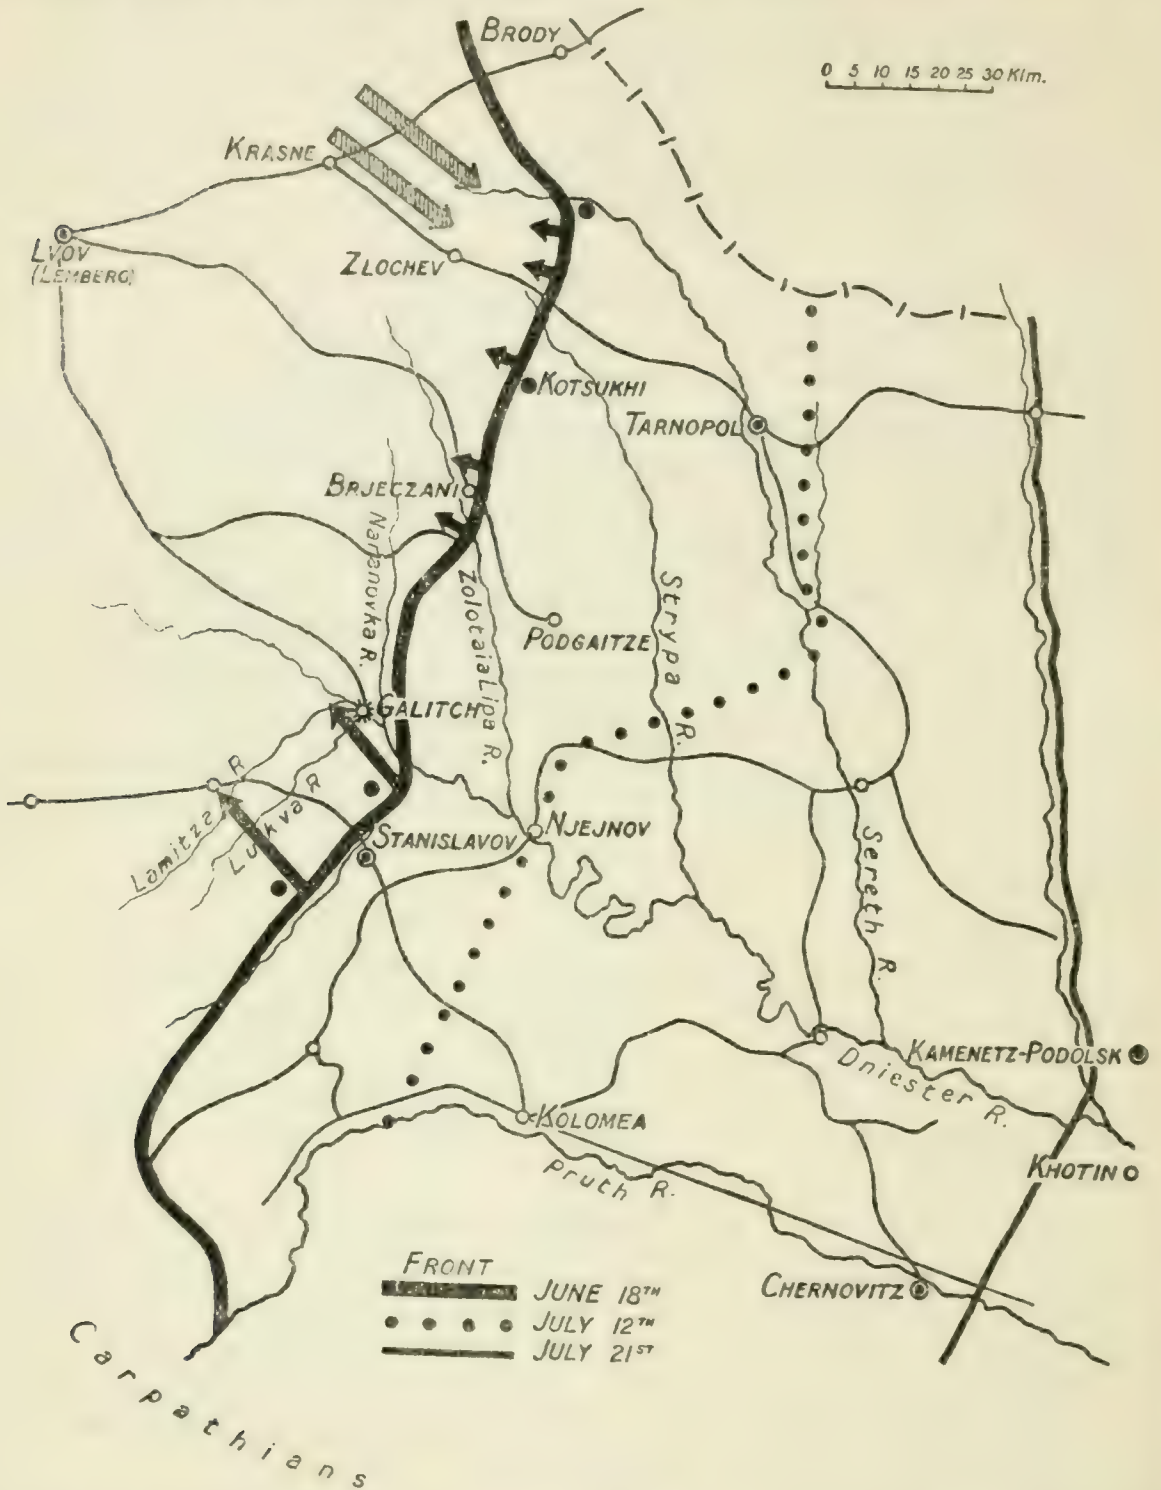 BRODY
0 5 10 15 20 25 30 Klm.
KRASNE
LVOV
(LEMBERG)
ZLOCHEV
KOTSUKHI
TARNOPOL
BRJECZANI
Narjanovka R.
Zolotaia Lipa R.
Strypa R.
PODGAITZE
GALITCH
Lomitza R
Lukva R
STANISLAVOV
NJEJNOV
Sereth R.
KAMENETZ-PODOLSK
Dniester R.
KOLOMEA
KHOTIN
Pruth R.
CHERNOVITZ
FRONT
JUNE 18TH
JULY 12TH
JULY 21ST
Carpathians